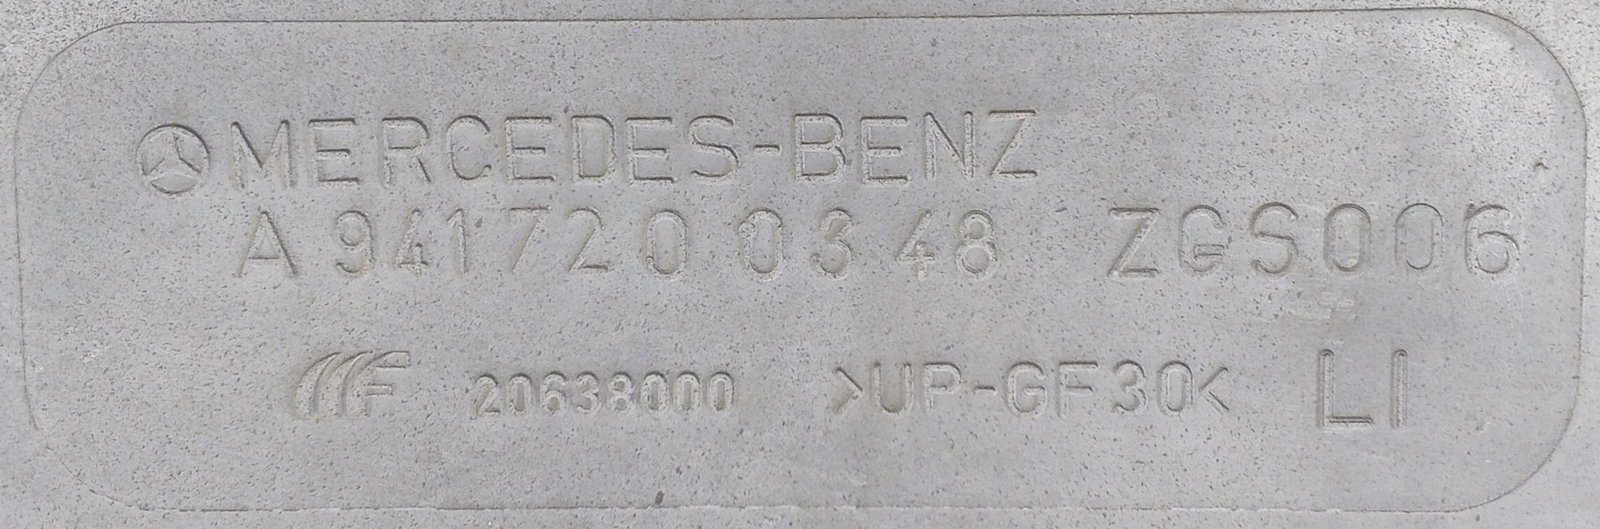 MERCEDES-BENZ
A 941 720 03 48 ZGS006
F 20638000 >UP-GF30< LI